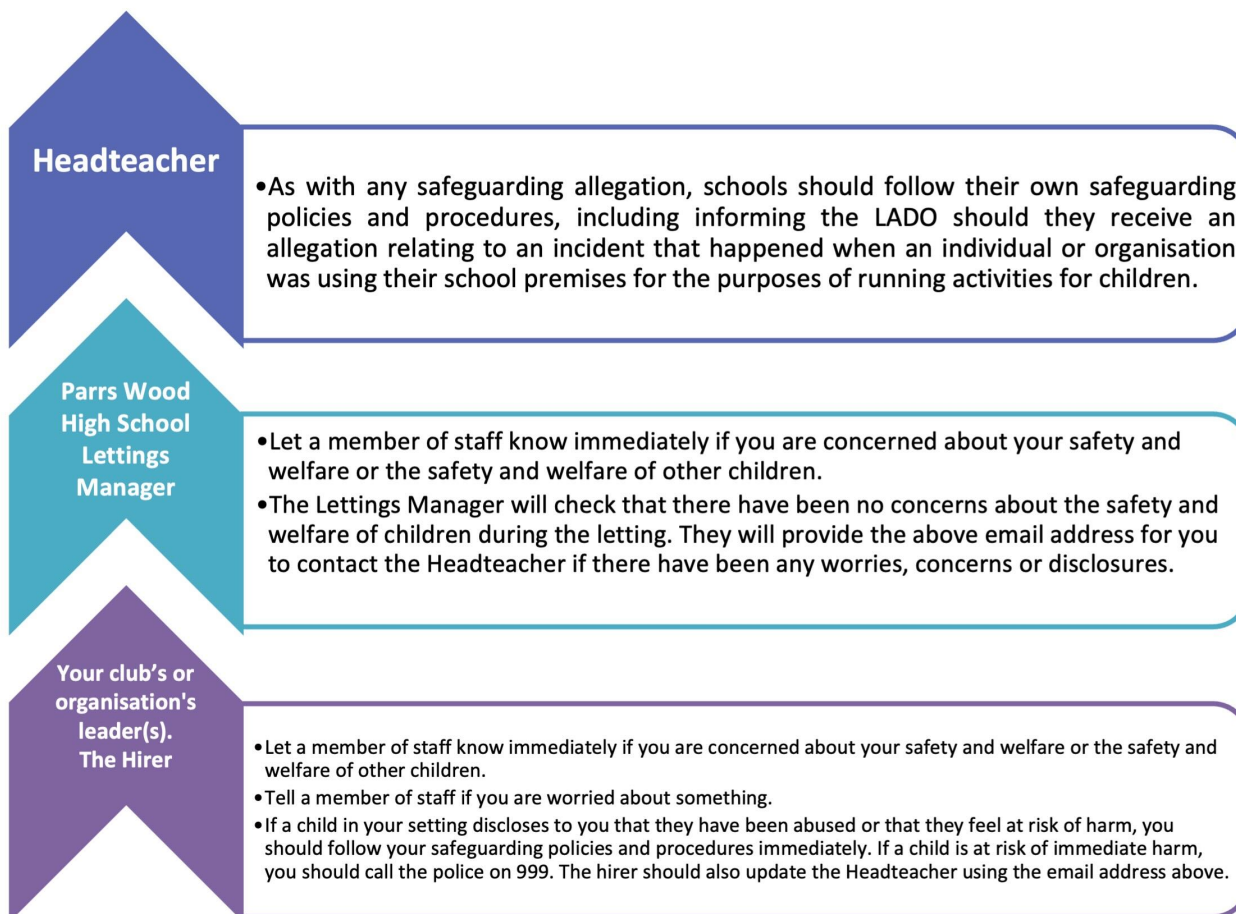 Headteacher
•As with any safeguarding allegation, schools should follow their own safeguarding
policies and procedures, including informing the LADO should they receive an
allegation relating to an incident that happened when an individual or organisation
was using their school premises for the purposes of running activities for children.
Parrs Wood
High School
Lettings
Manager
•Let a member of staff know immediately if you are concerned about your safety and
welfare or the safety and welfare of other children.
•The Lettings Manager will check that there have been no concerns about the safety and
welfare of children during the letting. They will provide the above email address for you
to contact the Headteacher if there have been any worries, concerns or disclosures.
Your club’s or
organisation's
leader(s).
The Hirer
•Let a member of staff know immediately if you are concerned about your safety and welfare or the safety and
welfare of other children.
•Tell a member of staff if you are worried about something.
•If a child in your setting discloses to you that they have been abused or that they feel at risk of harm, you
should follow your safeguarding policies and procedures immediately. If a child is at risk of immediate harm,
you should call the police on 999. The hirer should also update the Headteacher using the email address above.